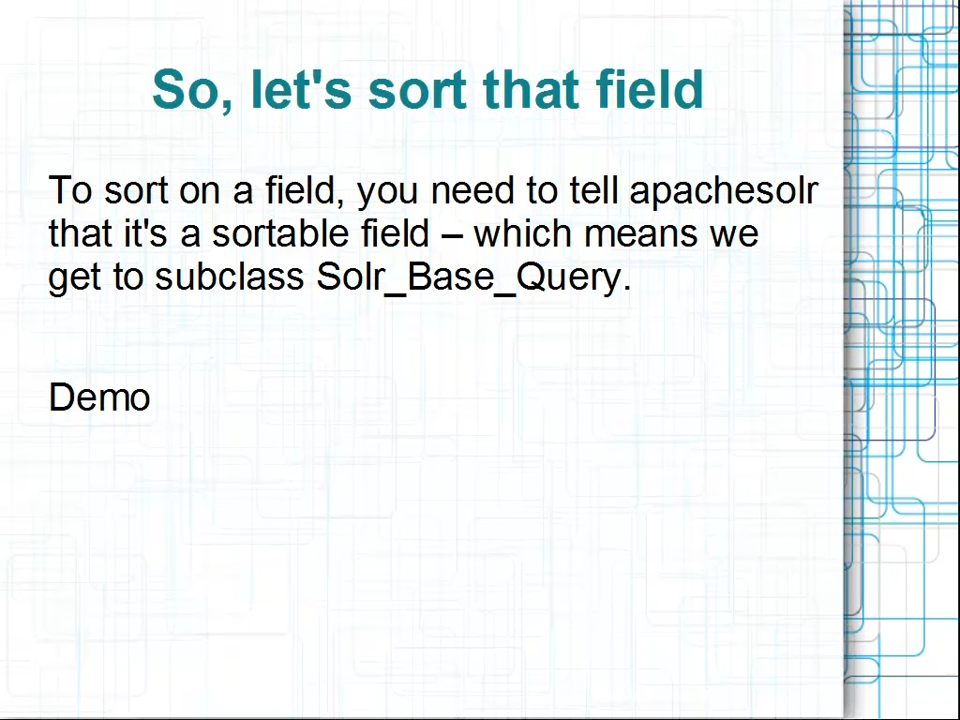 So, let's sort that field
To sort on a field, you need to tell apachesolr
that it's a sortable field – which means we
get to subclass Solr_Base_Query.
Demo